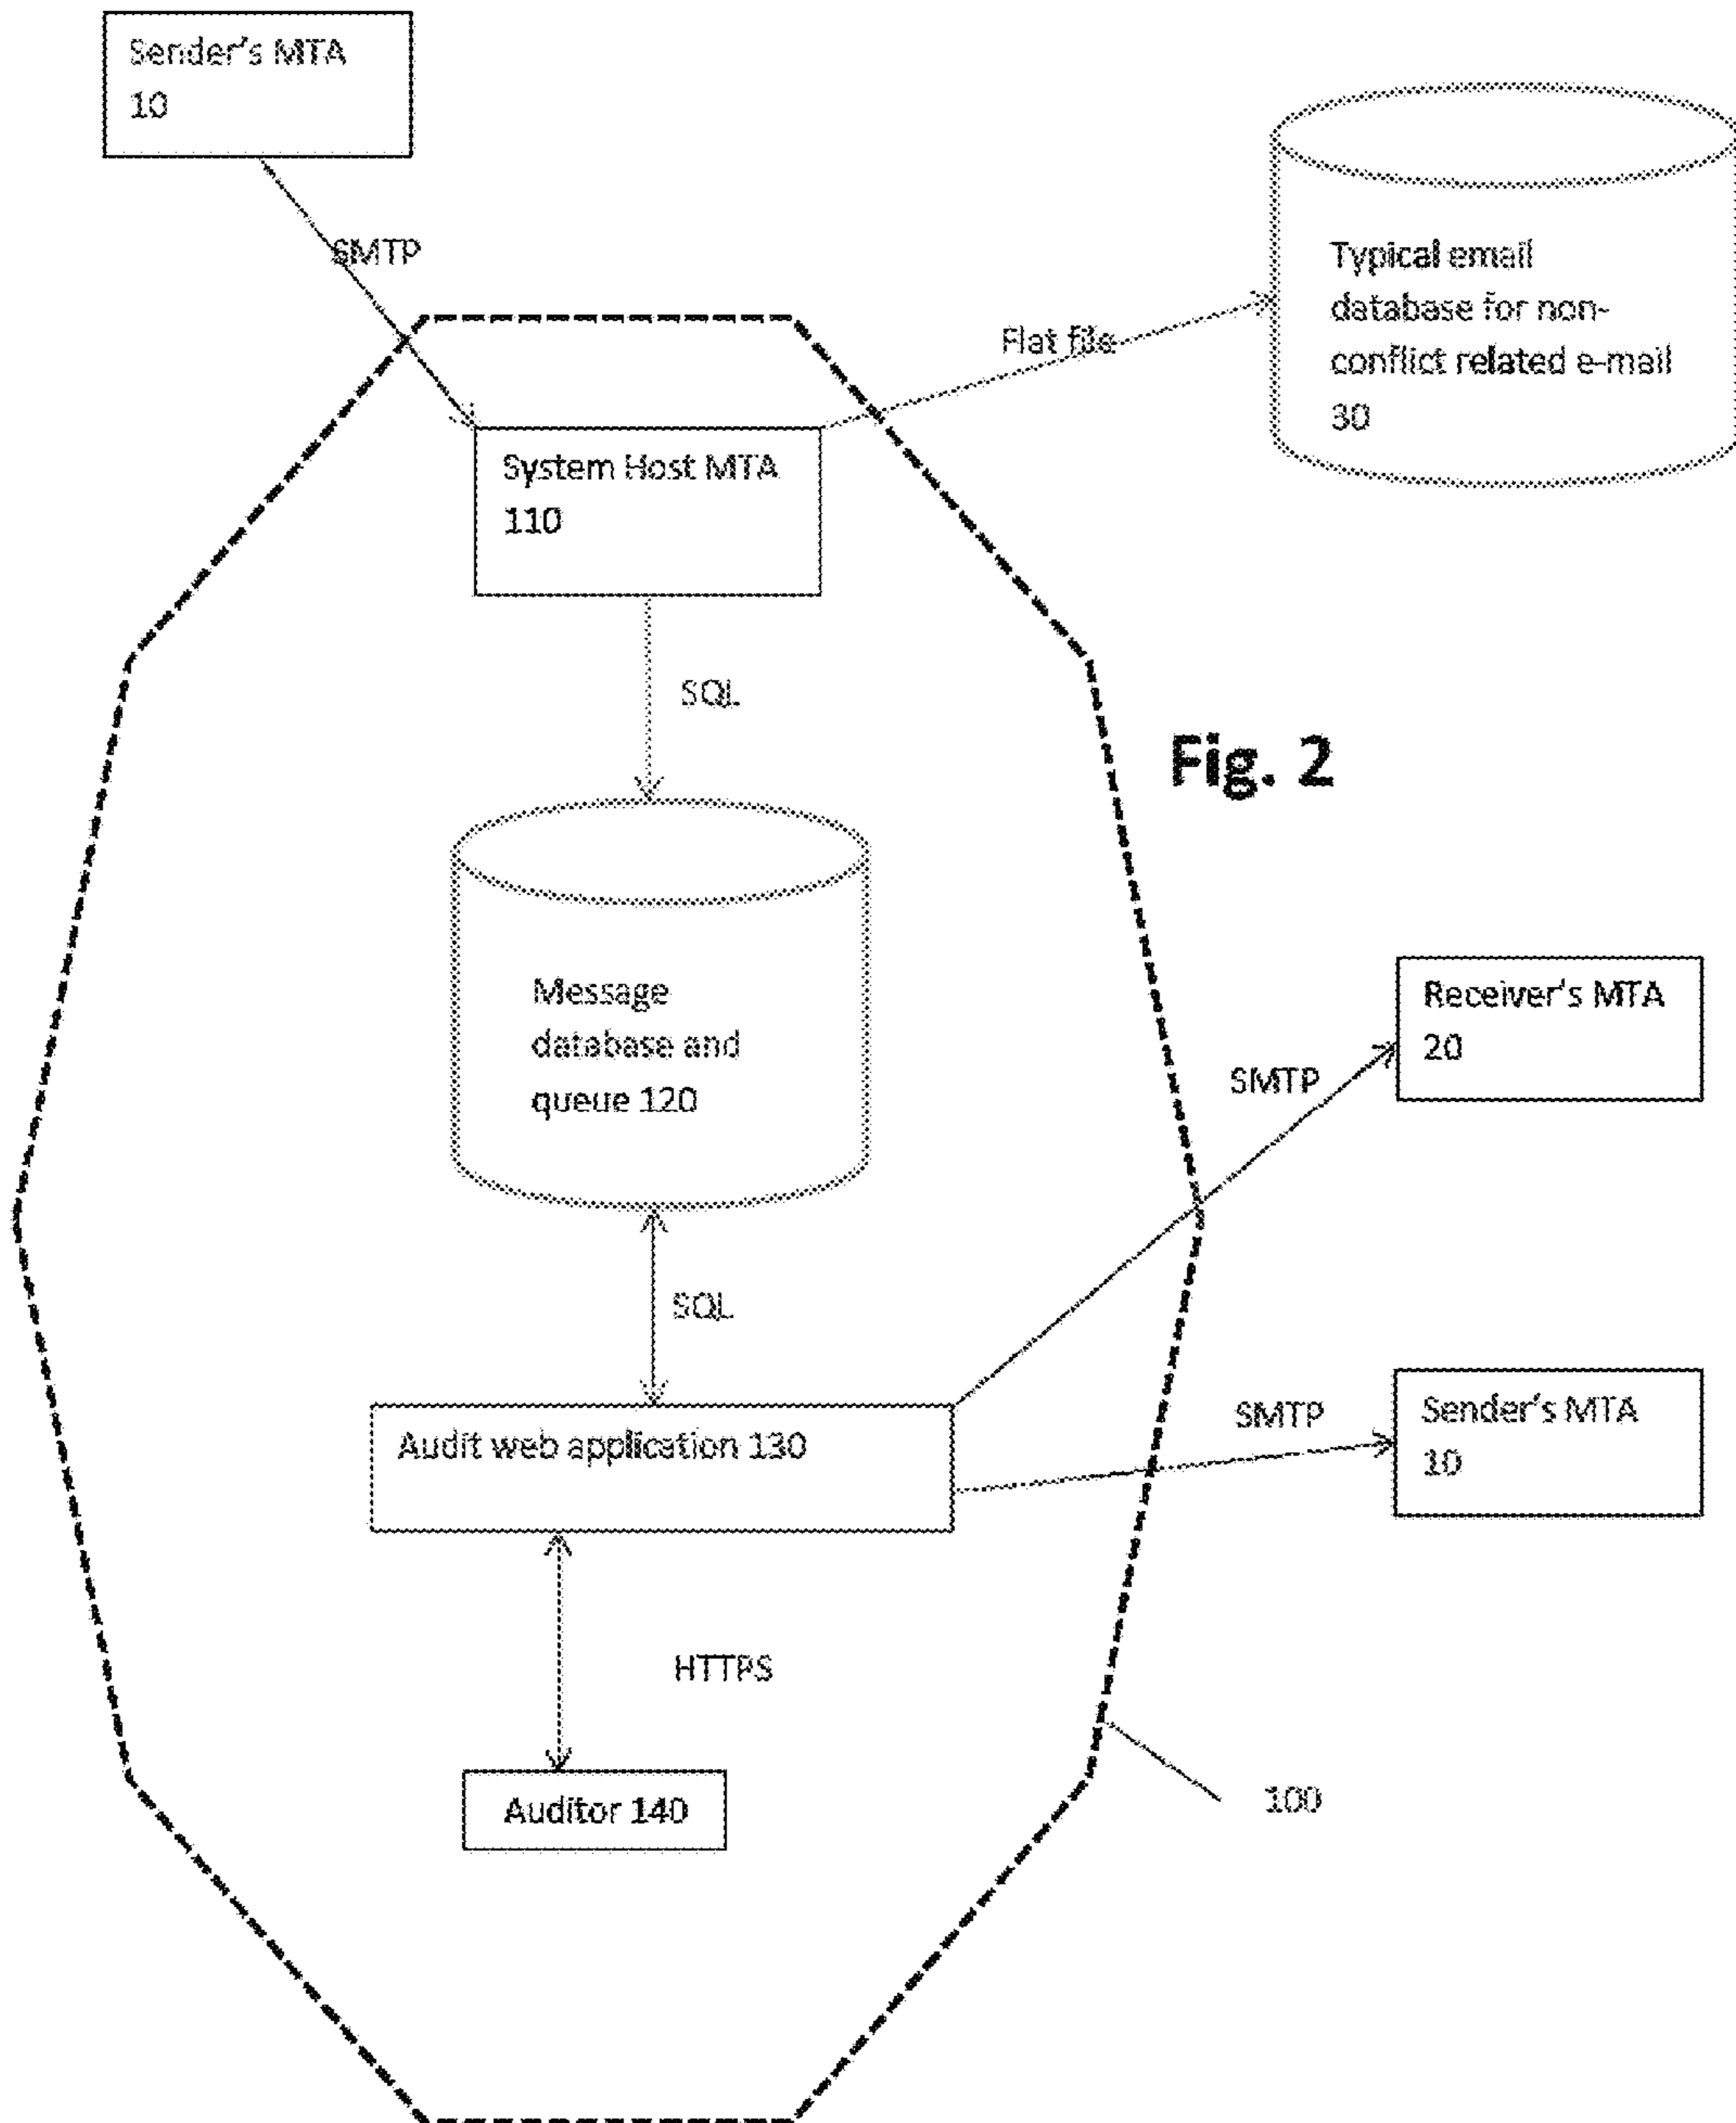 Sender's MTA
10
SMTP
Typical email
database for non-
conflict related e-mail
30
Flat file
System Host MTA
110
SQL
Fig. 2
Message
database and
queue 120
Receiver's MTA
20
SMTP
SQL
Audit web application 130
SMTP
Sender's MTA
10
HTTPS
Auditor 140
100